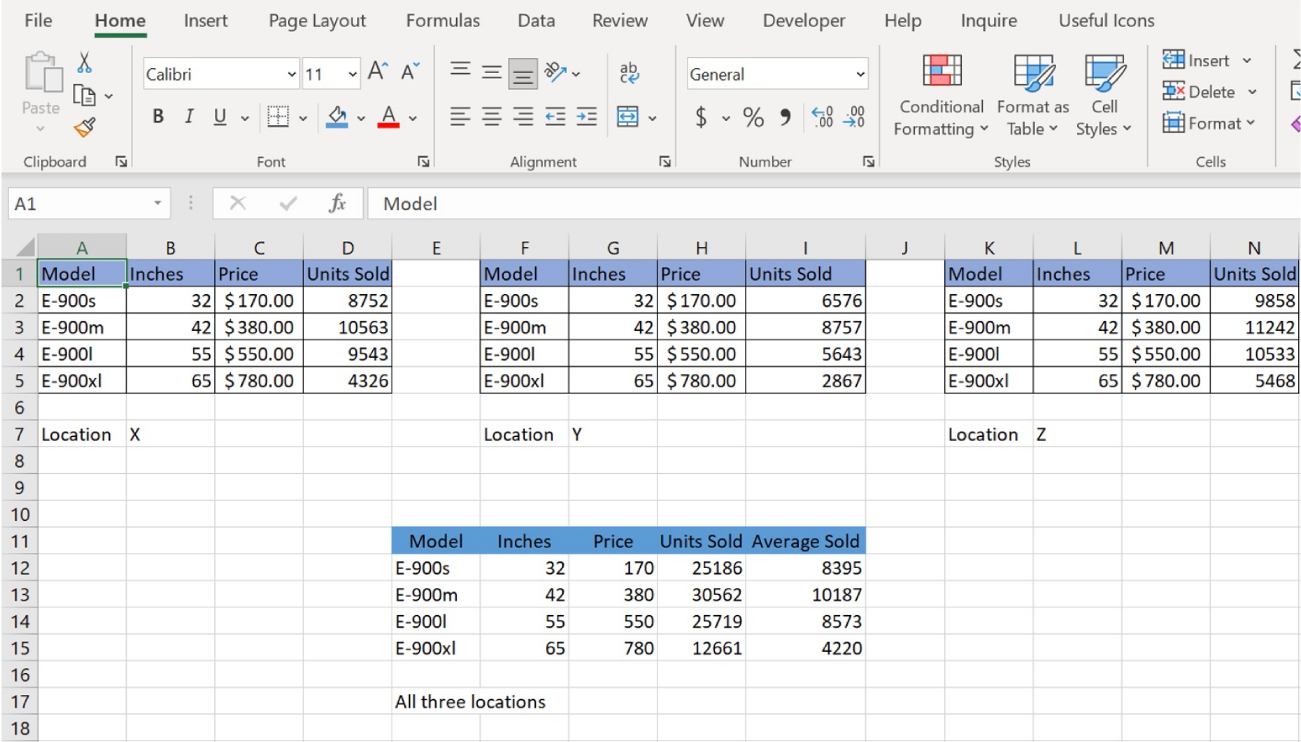 File Home Insert Page Layout Formulas Data Review View Developer Help Inquire Useful Icons
Calibri 11 A A ab General Insert
Paste Conditional Format as Cell Delete
B I U A $ % .00 .00 Formatting Table Styles Format
Clipboard Font Alignment Number Styles Cells
A1 fx Model
A B C D E F G H I J K L M N
1 Model Inches Price Units Sold Model Inches Price Units Sold Model Inches Price Units Sold
2 E-900s 32 $170.00 8752 E-900s 32 $170.00 6576 E-900s 32 $170.00 9858
3 E-900m 42 $380.00 10563 E-900m 42 $380.00 8757 E-900m 42 $380.00 11242
4 E-900l 55 $550.00 9543 E-900l 55 $550.00 5643 E-900l 55 $550.00 10533
5 E-900xl 65 $780.00 4326 E-900xl 65 $780.00 2867 E-900xl 65 $780.00 5468
6
7 Location X Location Y Location Z
8
9
10
11 Model Inches Price Units Sold Average Sold
12 E-900s 32 170 25186 8395
13 E-900m 42 380 30562 10187
14 E-900l 55 550 25719 8573
15 E-900xl 65 780 12661 4220
16
17 All three locations
18